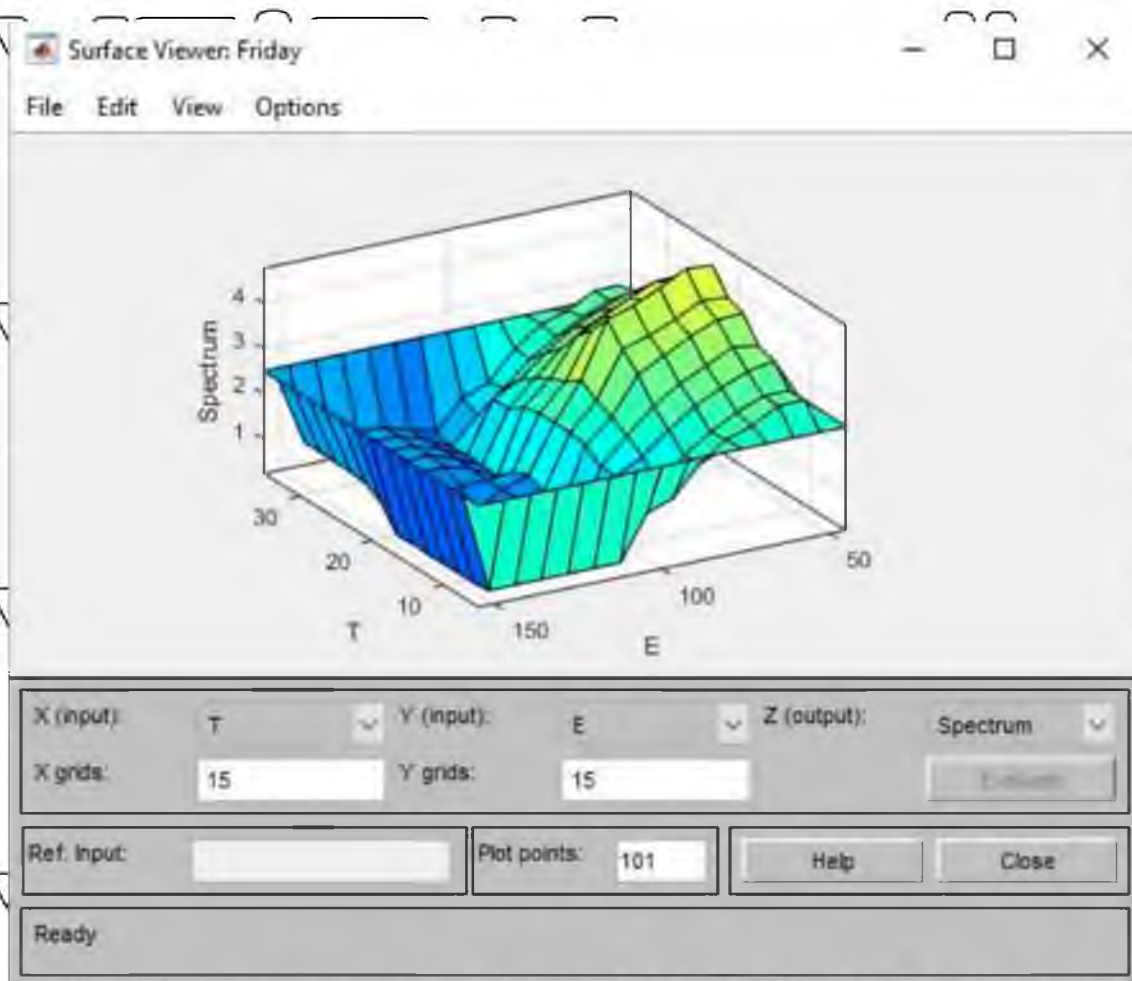 Surface Viewer: Friday
File Edit View Options
4
3
2
1
Spectrum
30
20
10
T
150
100
50
E
X (input): T Y (input): E Z (output): Spectrum
X grids: 15 Y grids: 15
Ref. Input: Plot points: 101 Help Close
Ready